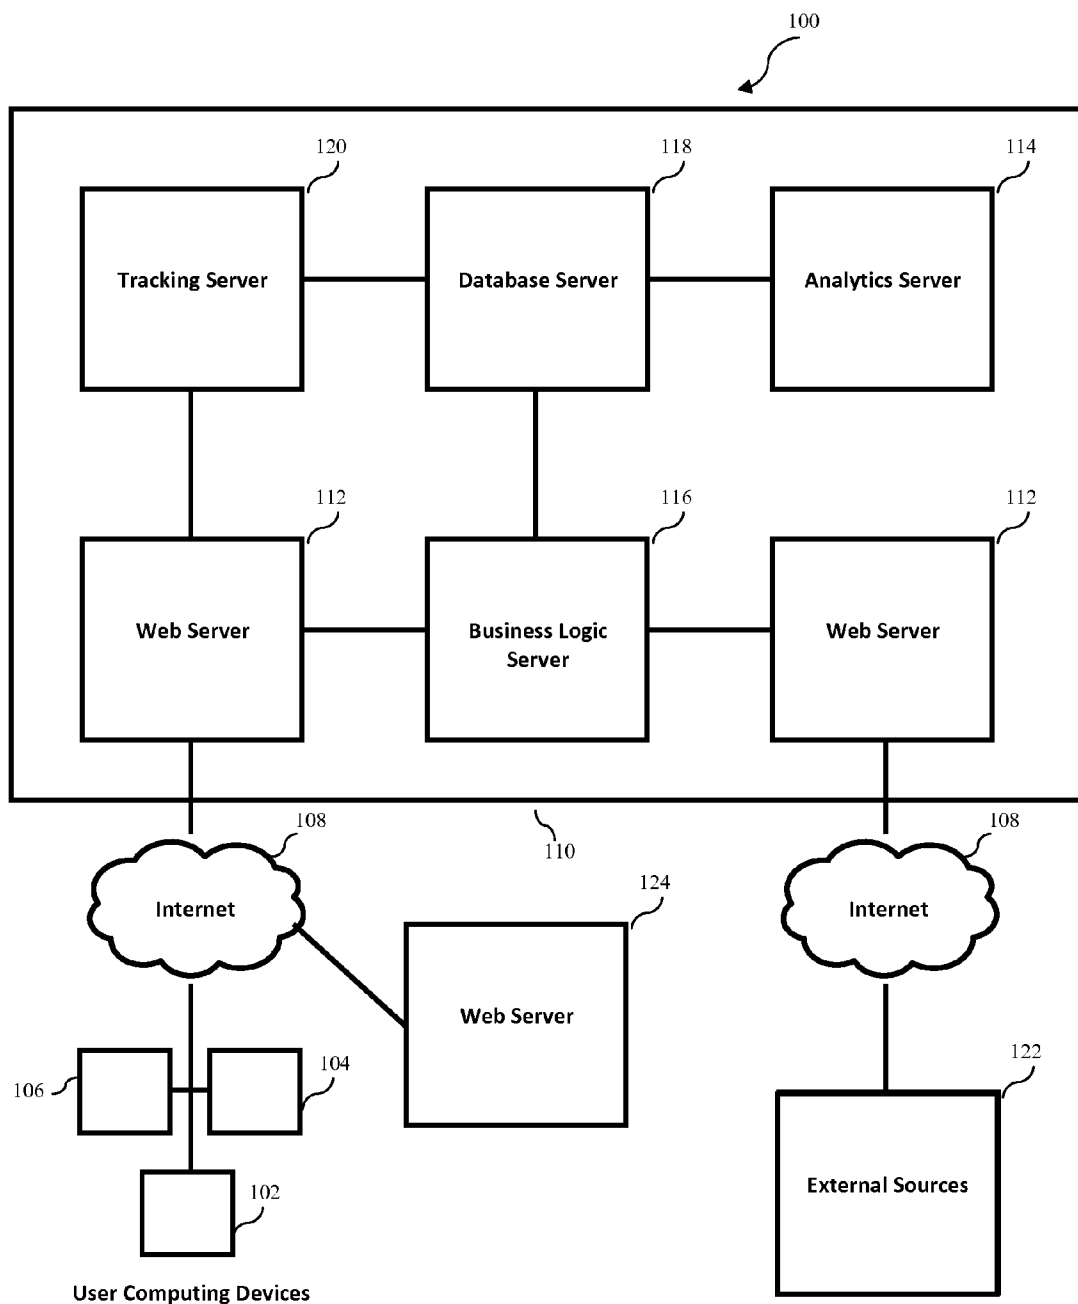 100
120
118
114
Tracking Server
Database Server
Analytics Server
112
116
112
Web Server
Business Logic
Server
Web Server
108
110
108
Internet
Internet
124
Web Server
106
104
122
102
External Sources
User Computing Devices